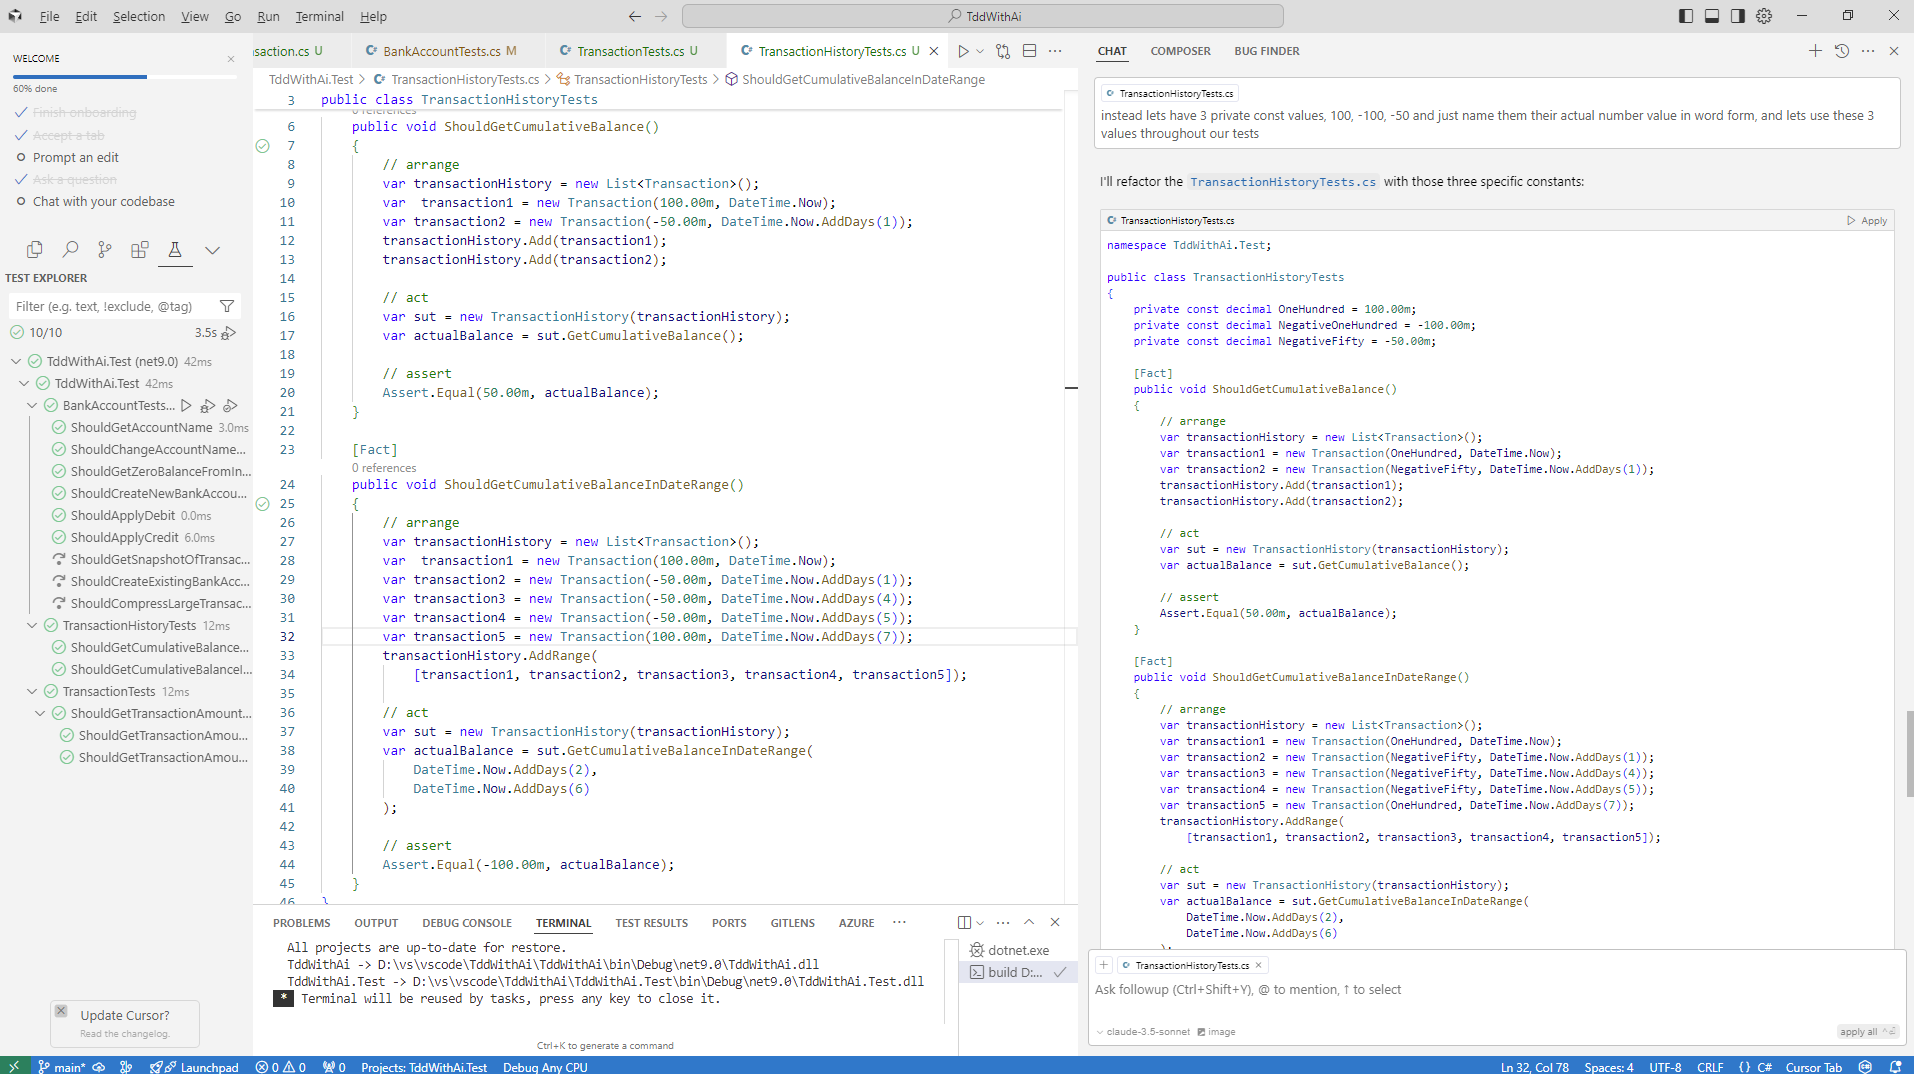 File Edit Selection View Go Run Terminal Help
TddWithAi
WELCOME
60% done
Finish onboarding
Accept a tab
Prompt an edit
Ask a question
Chat with your codebase
TEST EXPLORER
Filter (e.g. text, !exclude, @tag)
10/10 3.5s
TddWithAi.Test (net9.0) 42ms
TddWithAi.Test 42ms
BankAccountTests...
ShouldGetAccountName 3.0ms
ShouldChangeAccountName...
ShouldGetZeroBalanceFromIn...
ShouldCreateNewBankAccou...
ShouldApplyDebit 0.0ms
ShouldApplyCredit 6.0ms
ShouldGetSnapshotOfTransac...
ShouldCreateExistingBankAcc...
ShouldCompressLargeTransac...
TransactionHistoryTests 12ms
ShouldGetCumulativeBalance...
ShouldGetCumulativeBalanceI...
TransactionTests 12ms
ShouldGetTransactionAmount...
ShouldGetTransactionAmou...
ShouldGetTransactionAmou...
Update Cursor?
Read the changelog.
saction.cs U BankAccountTests.cs M TransactionTests.cs U TransactionHistoryTests.cs U
TddWithAi.Test > TransactionHistoryTests.cs > TransactionHistoryTests > ShouldGetCumulativeBalanceInDateRange
3 public class TransactionHistoryTests
0 references
6 public void ShouldGetCumulativeBalance()
7 {
8 // arrange
9 var transactionHistory = new List<Transaction>();
10 var  transaction1 = new Transaction(100.00m, DateTime.Now);
11 var transaction2 = new Transaction(-50.00m, DateTime.Now.AddDays(1));
12 transactionHistory.Add(transaction1);
13 transactionHistory.Add(transaction2);
14
15 // act
16 var sut = new TransactionHistory(transactionHistory);
17 var actualBalance = sut.GetCumulativeBalance();
18
19 // assert
20 Assert.Equal(50.00m, actualBalance);
21 }
22
23 [Fact]
0 references
24 public void ShouldGetCumulativeBalanceInDateRange()
25 {
26 // arrange
27 var transactionHistory = new List<Transaction>();
28 var  transaction1 = new Transaction(100.00m, DateTime.Now);
29 var transaction2 = new Transaction(-50.00m, DateTime.Now.AddDays(1));
30 var transaction3 = new Transaction(-50.00m, DateTime.Now.AddDays(4));
31 var transaction4 = new Transaction(-50.00m, DateTime.Now.AddDays(5));
32 var transaction5 = new Transaction(100.00m, DateTime.Now.AddDays(7));
33 transactionHistory.AddRange(
34 [transaction1, transaction2, transaction3, transaction4, transaction5]);
35
36 // act
37 var sut = new TransactionHistory(transactionHistory);
38 var actualBalance = sut.GetCumulativeBalanceInDateRange(
39 DateTime.Now.AddDays(2),
40 DateTime.Now.AddDays(6)
41 );
42
43 // assert
44 Assert.Equal(-100.00m, actualBalance);
45 }
46 }
PROBLEMS OUTPUT DEBUG CONSOLE TERMINAL TEST RESULTS PORTS GITLENS AZURE ...
All projects are up-to-date for restore.
TddWithAi -> D:\vs\vscode\TddWithAi\TddWithAi\bin\Debug\net9.0\TddWithAi.dll
TddWithAi.Test -> D:\vs\vscode\TddWithAi\TddWithAi.Test\bin\Debug\net9.0\TddWithAi.Test.dll
* Terminal will be reused by tasks, press any key to close it.
dotnet.exe
build D:...
Ctrl+K to generate a command
CHAT COMPOSER BUG FINDER
TransactionHistoryTests.cs
instead lets have 3 private const values, 100, -100, -50 and just name them their actual number value in word form, and lets use these 3
values throughout our tests
I'll refactor the TransactionHistoryTests.cs with those three specific constants:
TransactionHistoryTests.cs Apply
namespace TddWithAi.Test;
public class TransactionHistoryTests
{
private const decimal OneHundred = 100.00m;
private const decimal NegativeOneHundred = -100.00m;
private const decimal NegativeFifty = -50.00m;
[Fact]
public void ShouldGetCumulativeBalance()
{
// arrange
var transactionHistory = new List<Transaction>();
var transaction1 = new Transaction(OneHundred, DateTime.Now);
var transaction2 = new Transaction(NegativeFifty, DateTime.Now.AddDays(1));
transactionHistory.Add(transaction1);
transactionHistory.Add(transaction2);
// act
var sut = new TransactionHistory(transactionHistory);
var actualBalance = sut.GetCumulativeBalance();
// assert
Assert.Equal(50.00m, actualBalance);
}
[Fact]
public void ShouldGetCumulativeBalanceInDateRange()
{
// arrange
var transactionHistory = new List<Transaction>();
var transaction1 = new Transaction(OneHundred, DateTime.Now);
var transaction2 = new Transaction(NegativeFifty, DateTime.Now.AddDays(1));
var transaction3 = new Transaction(NegativeFifty, DateTime.Now.AddDays(4));
var transaction4 = new Transaction(NegativeFifty, DateTime.Now.AddDays(5));
var transaction5 = new Transaction(OneHundred, DateTime.Now.AddDays(7));
transactionHistory.AddRange(
[transaction1, transaction2, transaction3, transaction4, transaction5]);
// act
var sut = new TransactionHistory(transactionHistory);
var actualBalance = sut.GetCumulativeBalanceInDateRange(
DateTime.Now.AddDays(2),
DateTime.Now.AddDays(6)
);
TransactionHistoryTests.cs
Ask followup (Ctrl+Shift+Y), @ to mention, ↑ to select
claude-3.5-sonnet image apply all
main* Launchpad 0 0 0 Projects: TddWithAi.Test Debug Any CPU Ln 32, Col 78 Spaces: 4 UTF-8 CRLF {} C# Cursor Tab